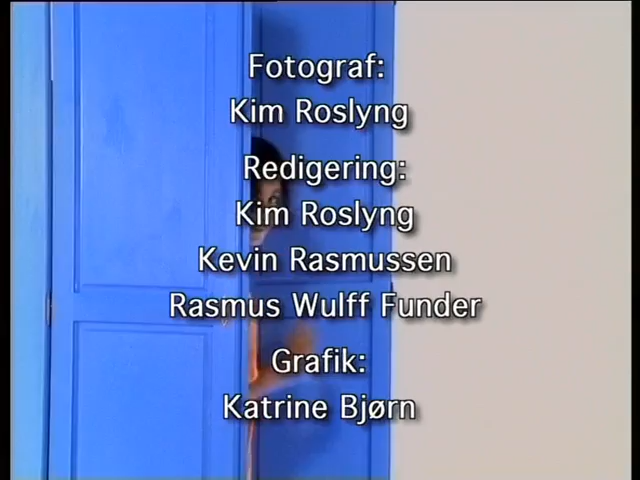 Fotograf:
Kim Roslyng
Redigering:
Kim Roslyng
Kevin Rasmussen
Rasmus Wulff Funder
Grafik:
Katrine Bjørn